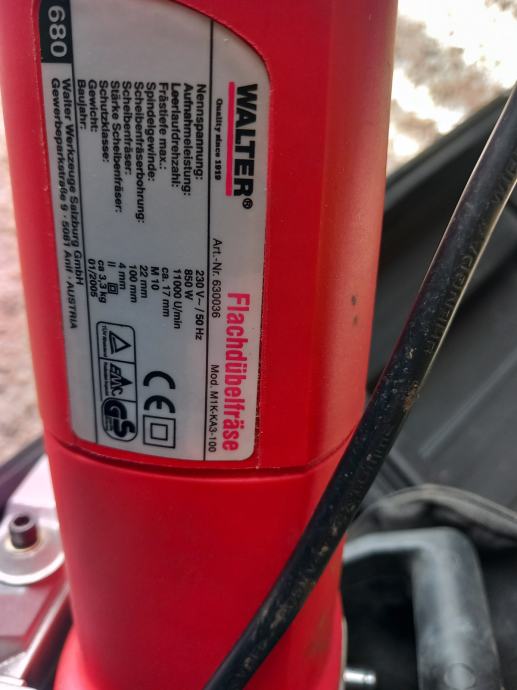 WALTER®
Quality since 1919
Flachdübelfräse
Art.-Nr. 630036
Mod. M1K-KA3-100
Nennspannung: 230 V~ / 50 Hz
Aufnahmeleistung: 850 W
Leerlaufdrehzahl: 11000 U/min
Frästiefe max.: ca. 17 mm
Spindelgewinde: M 10
Scheibenfräserbohrung: 22 mm
Scheibenfräser: 100 mm
Stärke Scheibenfräser: 4 mm
Schutzklasse: II
Gewicht: ca 3,3 kg
Baujahr: 01/2005
CE
EMC
GS
680
Walter Werkzeuge Salzburg GmbH
Gewerbeparkstraße 9 · 5081 Anif · AUSTRIA